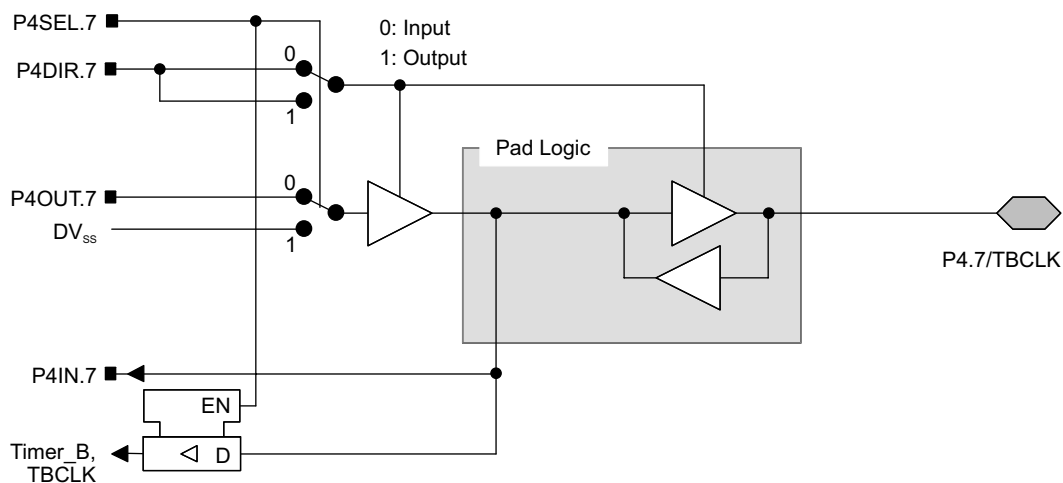 P4SEL.7
0: Input
1: Output
0
P4DIR.7
1
Pad Logic
0
P4OUT.7
DVSS
1
P4.7/TBCLK
P4IN.7
EN
Timer_B,
TBCLK
D